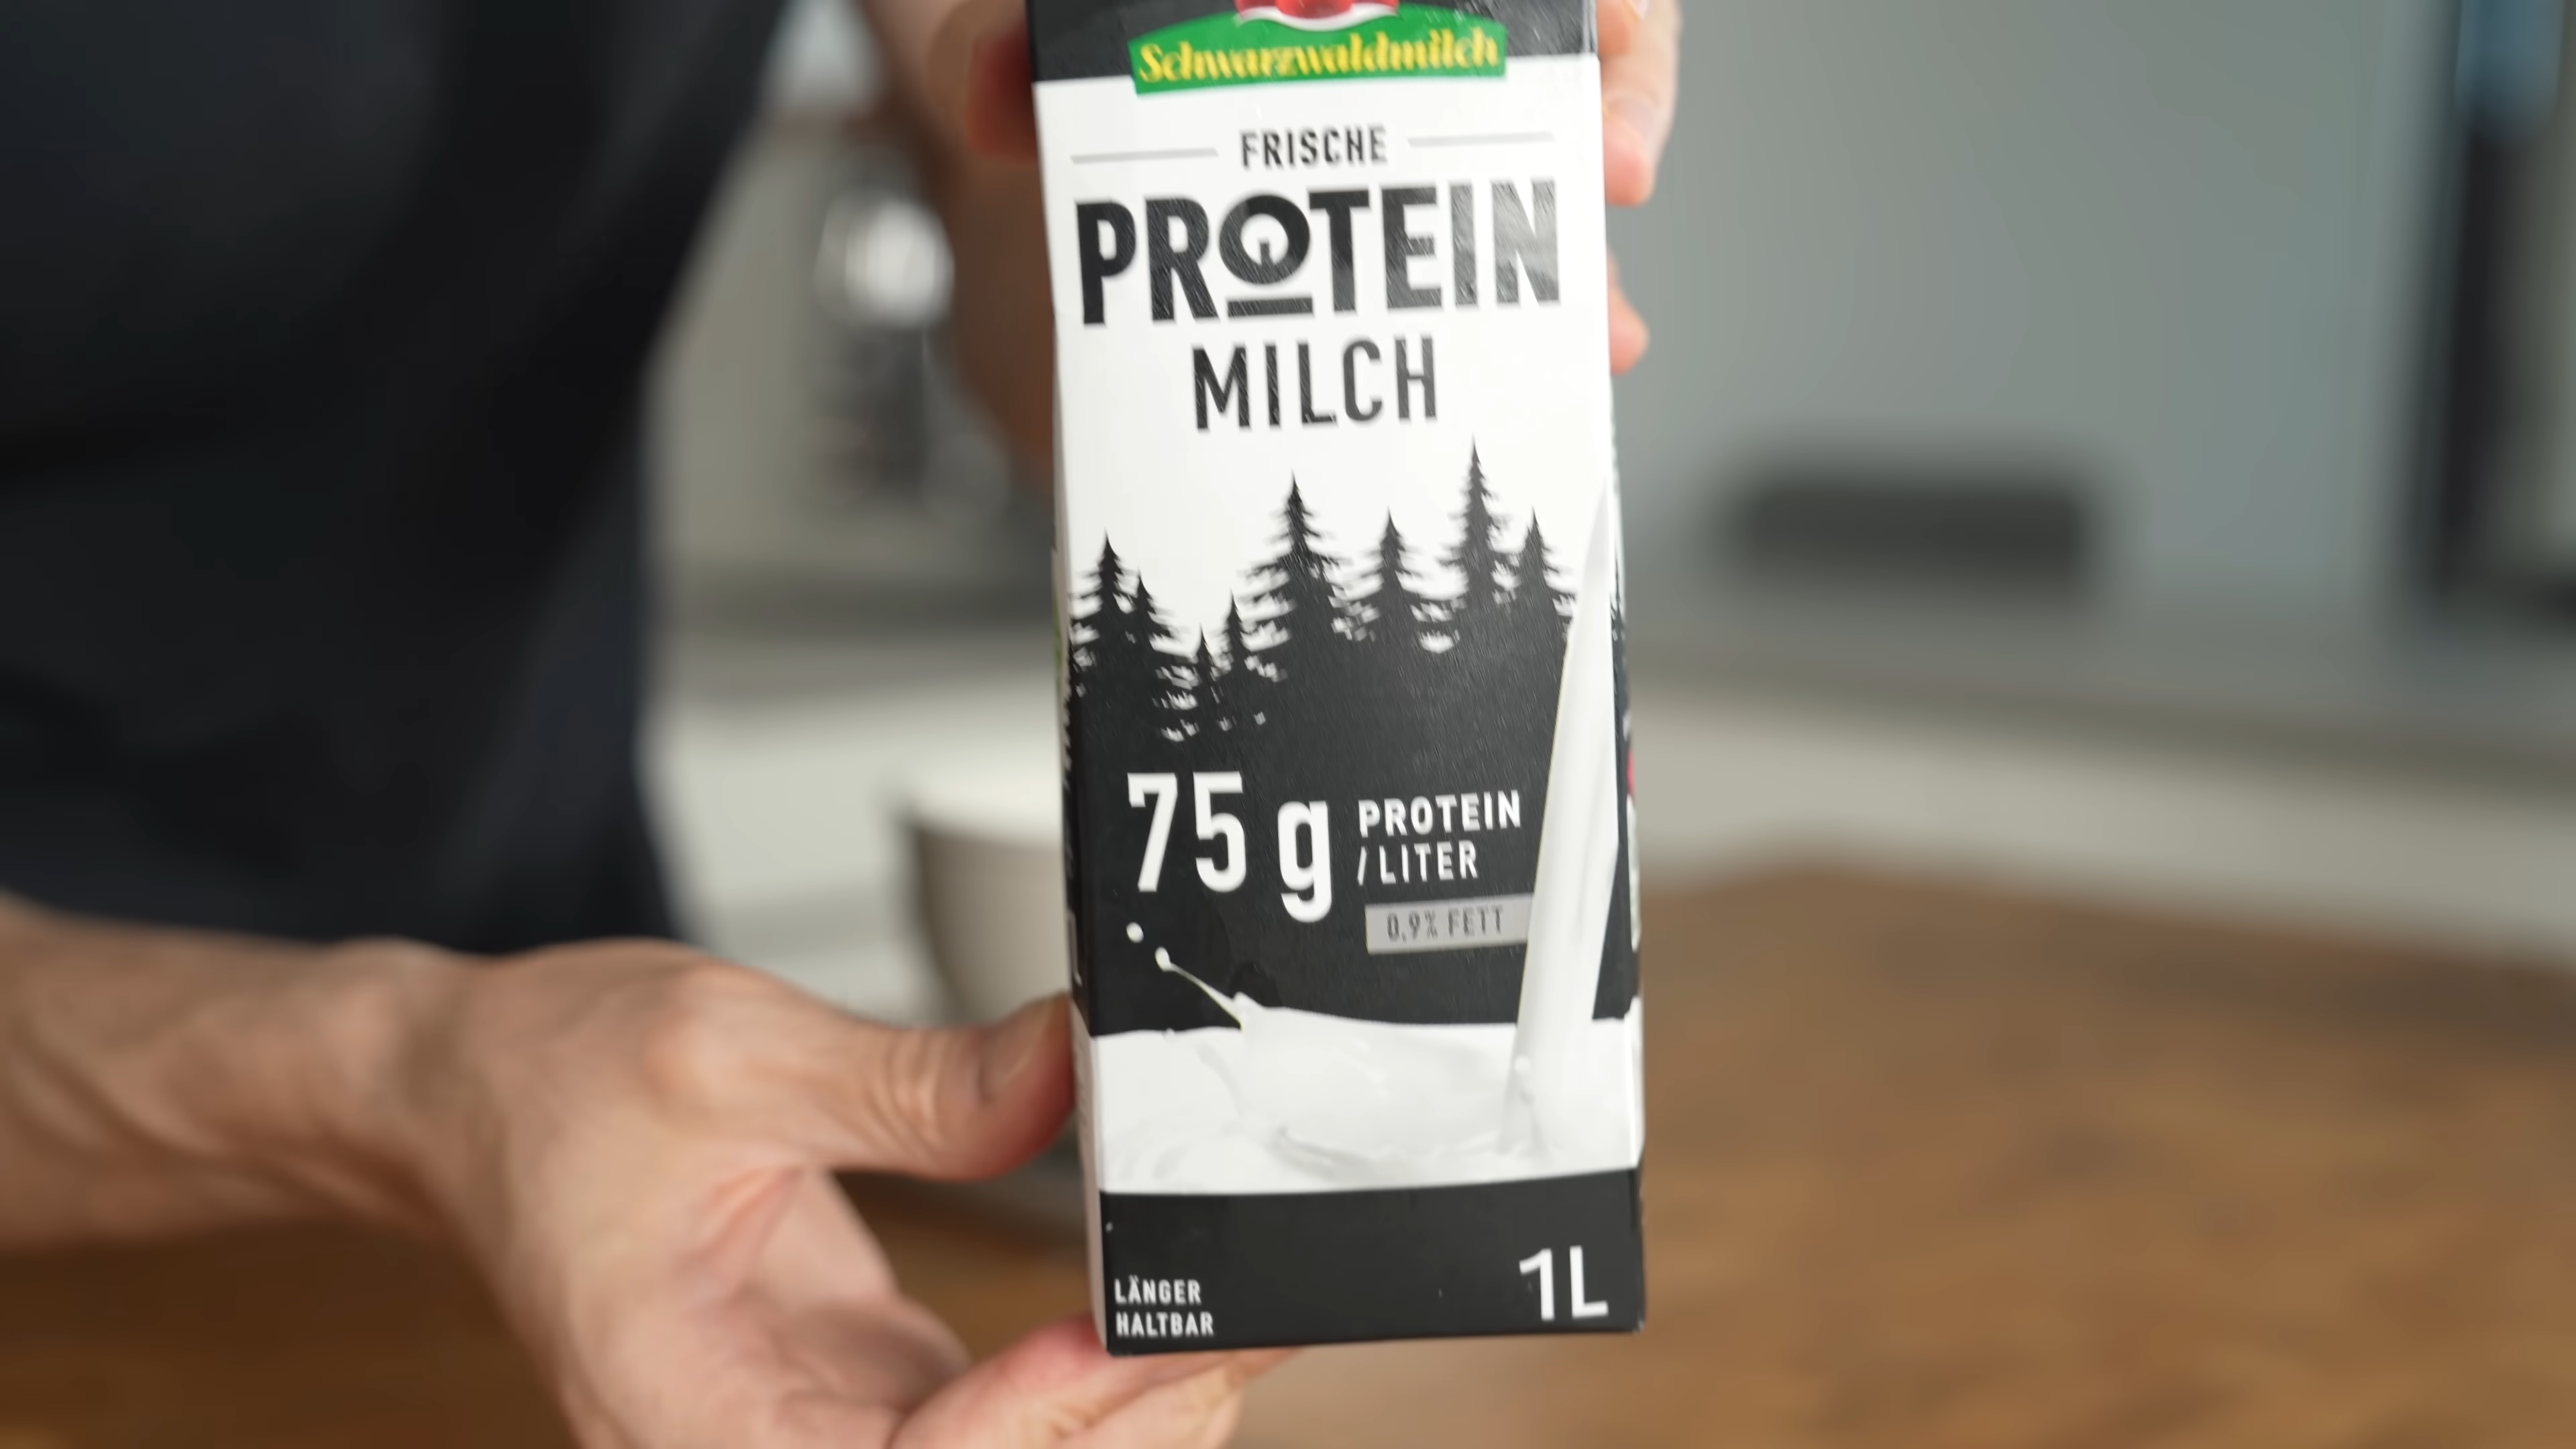 Schwarzwaldmilch
FRISCHE
PROTEIN
MILCH
75 g
PROTEIN
/LITER
0,9% FETT
LÄNGER
HALTBAR
1L